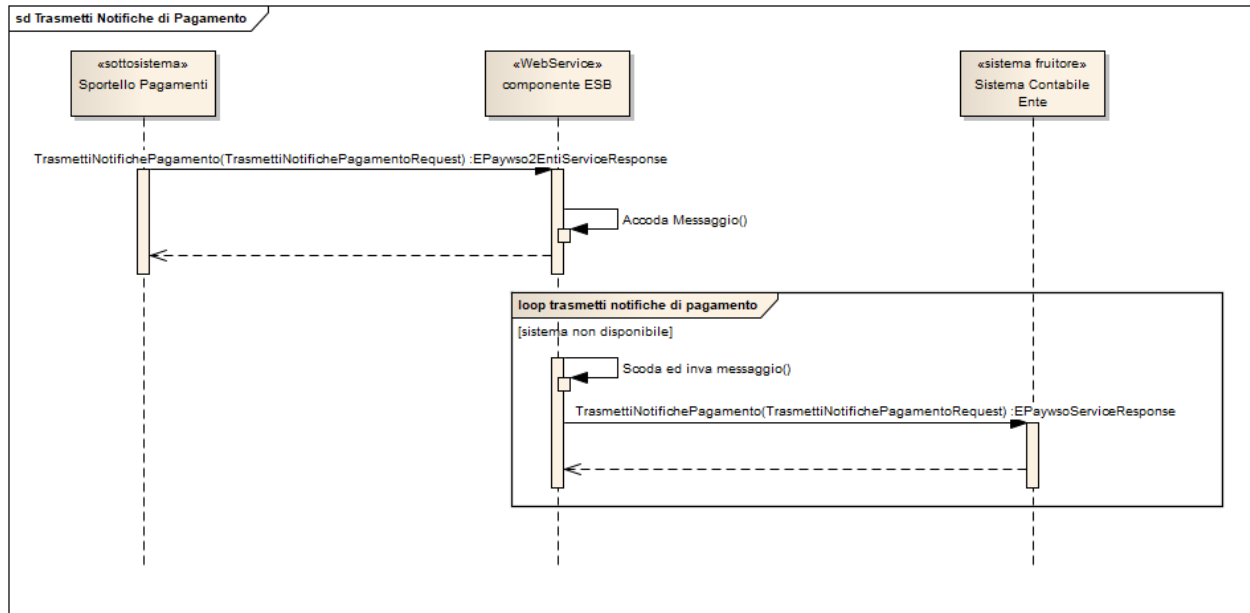 sd Trasmetti Notifiche di Pagamento
«sottosistema»
Sportello Pagamenti
«WebService»
componente ESB
«sistema fruitore»
Sistema Contabile
Ente
TrasmettiNotifichePagamento(TrasmettiNotifichePagamentoRequest) :EPaywso2EntiServiceResponse
Accoda Messaggio()
loop trasmetti notifiche di pagamento
[sistema non disponibile]
Scoda ed inva messaggio()
TrasmettiNotifichePagamento(TrasmettiNotifichePagamentoRequest) :EPaywsoServiceResponse